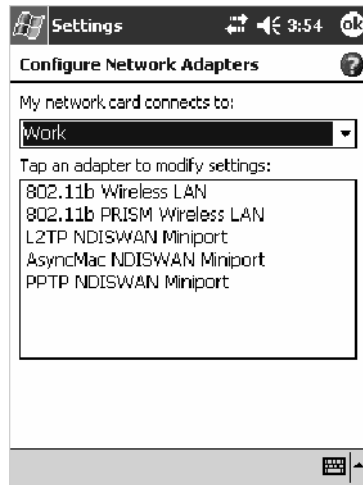 Settings 3:54 ok
Configure Network Adapters ?
My network card connects to:
Work
Tap an adapter to modify settings:
802.11b Wireless LAN
802.11b PRISM Wireless LAN
L2TP NDISWAN Miniport
AsyncMac NDISWAN Miniport
PPTP NDISWAN Miniport